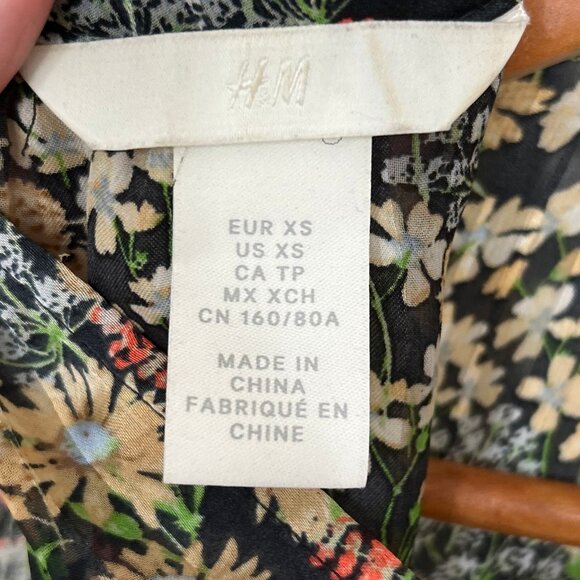 H&M
EUR XS
US XS
CA TP
MX XCH
CN 160/80A
MADE IN
CHINA
FABRIQUÉ EN
CHINE